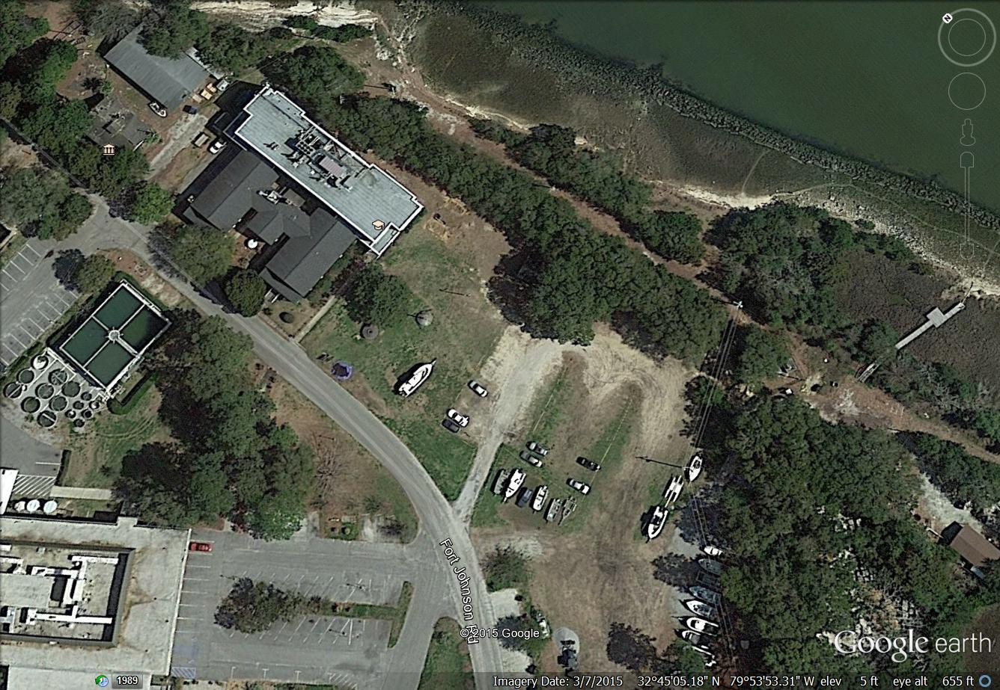 N
Fort Johnson Rd
© 2015 Google
Google earth
1989
Imagery Date: 3/7/2015 32°45'05.18" N 79°53'53.31" W elev 5 ft eye alt 655 ft